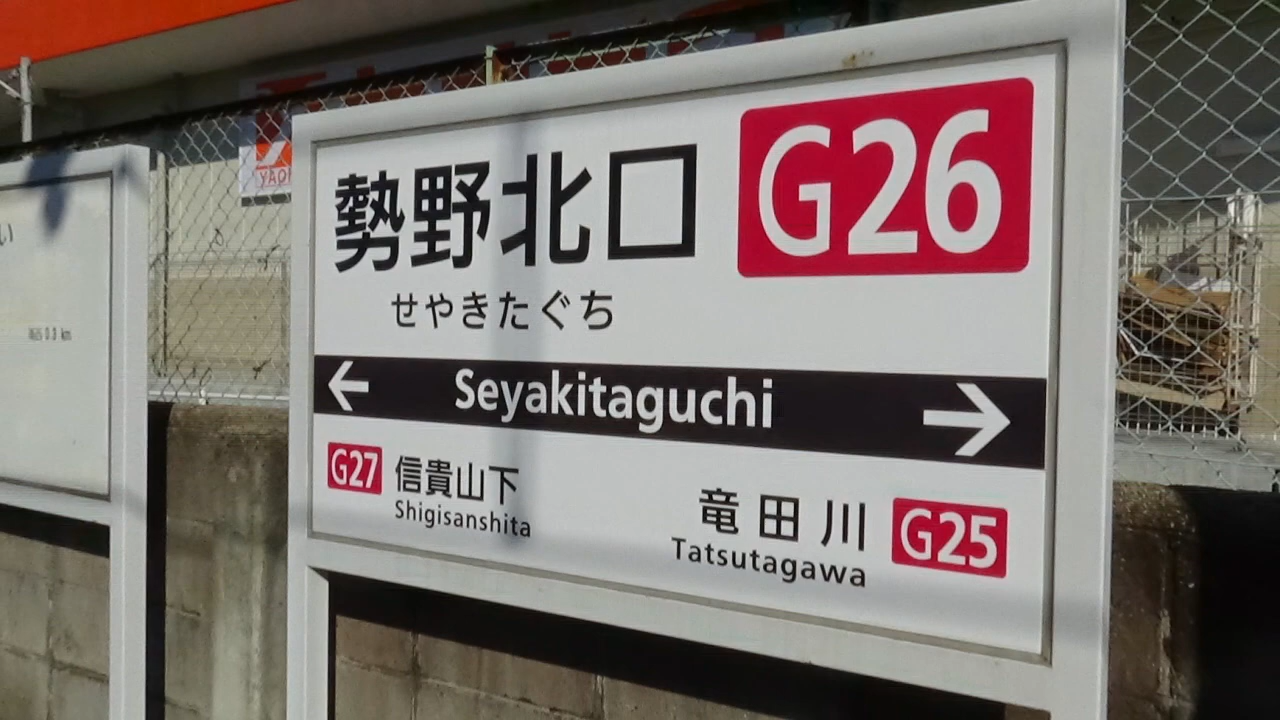 勢野北口 G26
せやきたぐち
Seyakitaguchi
G27 信貴山下
Shigisanshita
竜田川 G25
Tatsutagawa
い